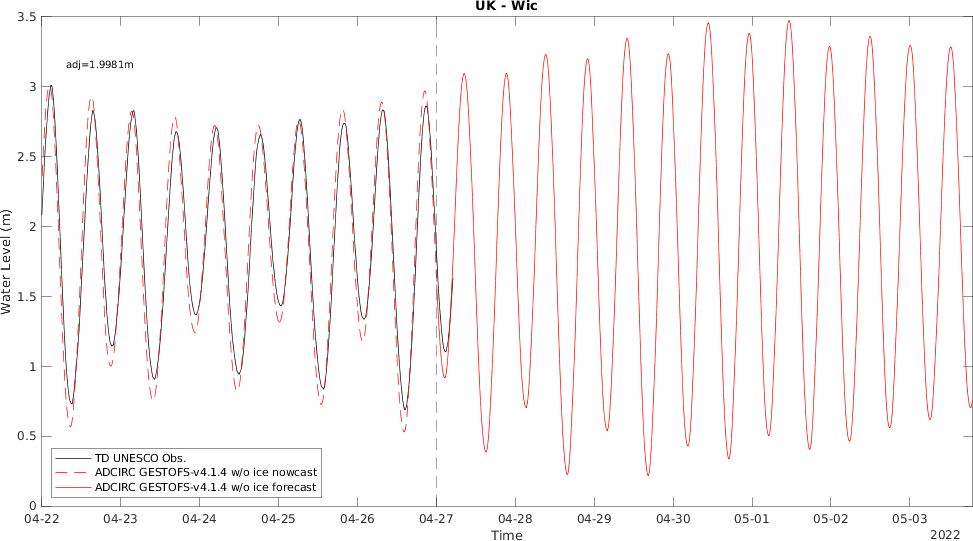 UK - Wic
adj=1.9981m
3.5
3
2.5
2
1.5
1
0.5
0
Water Level (m)
TD UNESCO Obs.
ADCIRC GESTOFS-v4.1.4 w/o ice nowcast
ADCIRC GESTOFS-v4.1.4 w/o ice forecast
04-22 04-23 04-24 04-25 04-26 04-27 04-28 04-29 04-30 05-01 05-02 05-03
Time
2022